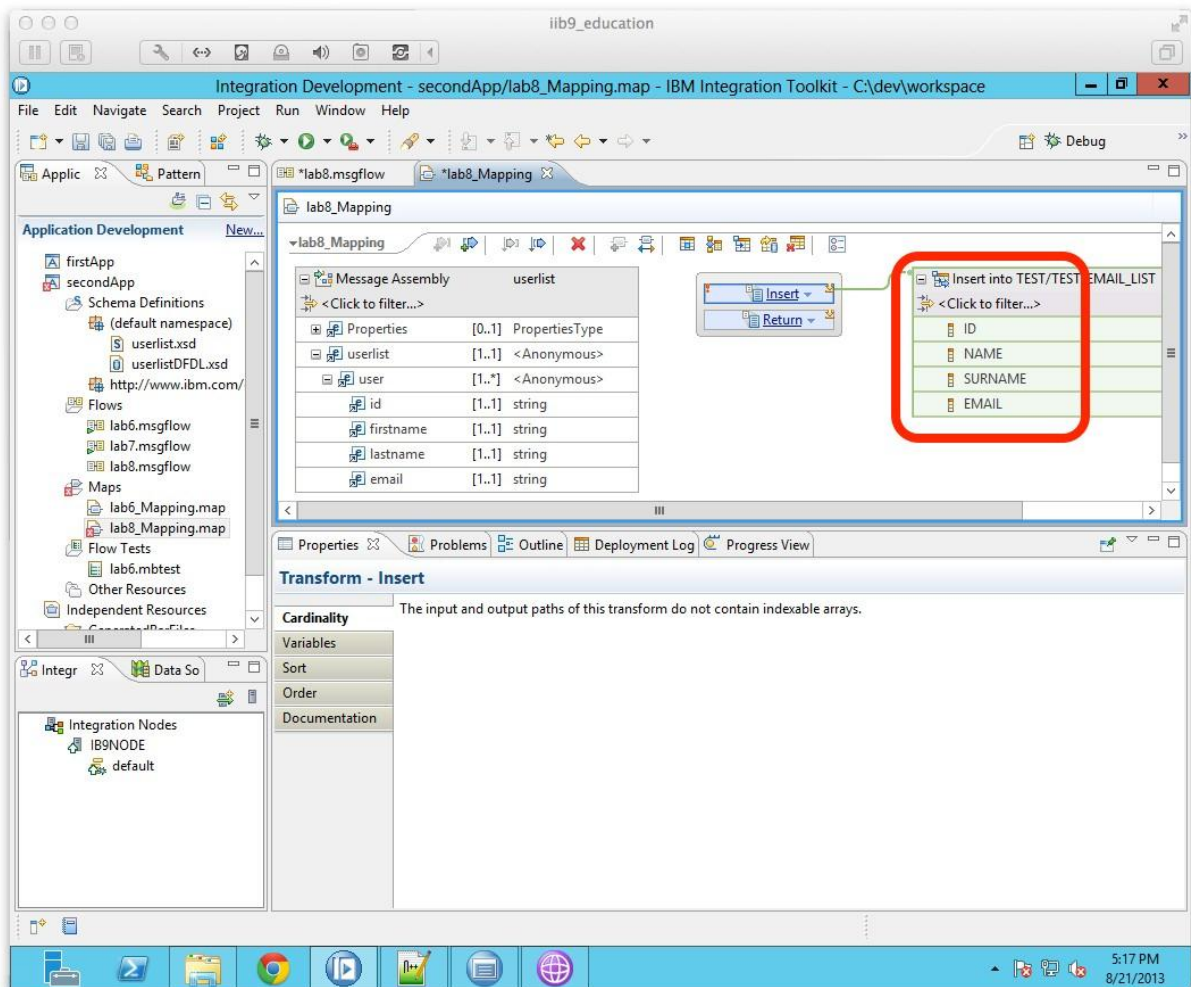 iib9_education
Integration Development - secondApp/lab8_Mapping.map - IBM Integration Toolkit - C:\dev\workspace
File Edit Navigate Search Project Run Window Help
Debug
Applic Pattern
Application Development New...
firstApp
secondApp
Schema Definitions
(default namespace)
userlist.xsd
userlistDFDL.xsd
http://www.ibm.com/
Flows
lab6.msgflow
lab7.msgflow
lab8.msgflow
Maps
lab6_Mapping.map
lab8_Mapping.map
Flow Tests
lab6.mbtest
Other Resources
Independent Resources
Integr Data So
Integration Nodes
IB9NODE
default
*lab8.msgflow *lab8_Mapping
lab8_Mapping
lab8_Mapping
Message Assembly userlist
<Click to filter...>
Properties [0..1] PropertiesType
userlist [1..1] <Anonymous>
user [1..*] <Anonymous>
id [1..1] string
firstname [1..1] string
lastname [1..1] string
email [1..1] string
Insert
Return
Insert into TEST/TEST EMAIL_LIST
<Click to filter...>
ID
NAME
SURNAME
EMAIL
Properties Problems Outline Deployment Log Progress View
Transform - Insert
Cardinality
Variables
Sort
Order
Documentation
The input and output paths of this transform do not contain indexable arrays.
5:17 PM
8/21/2013